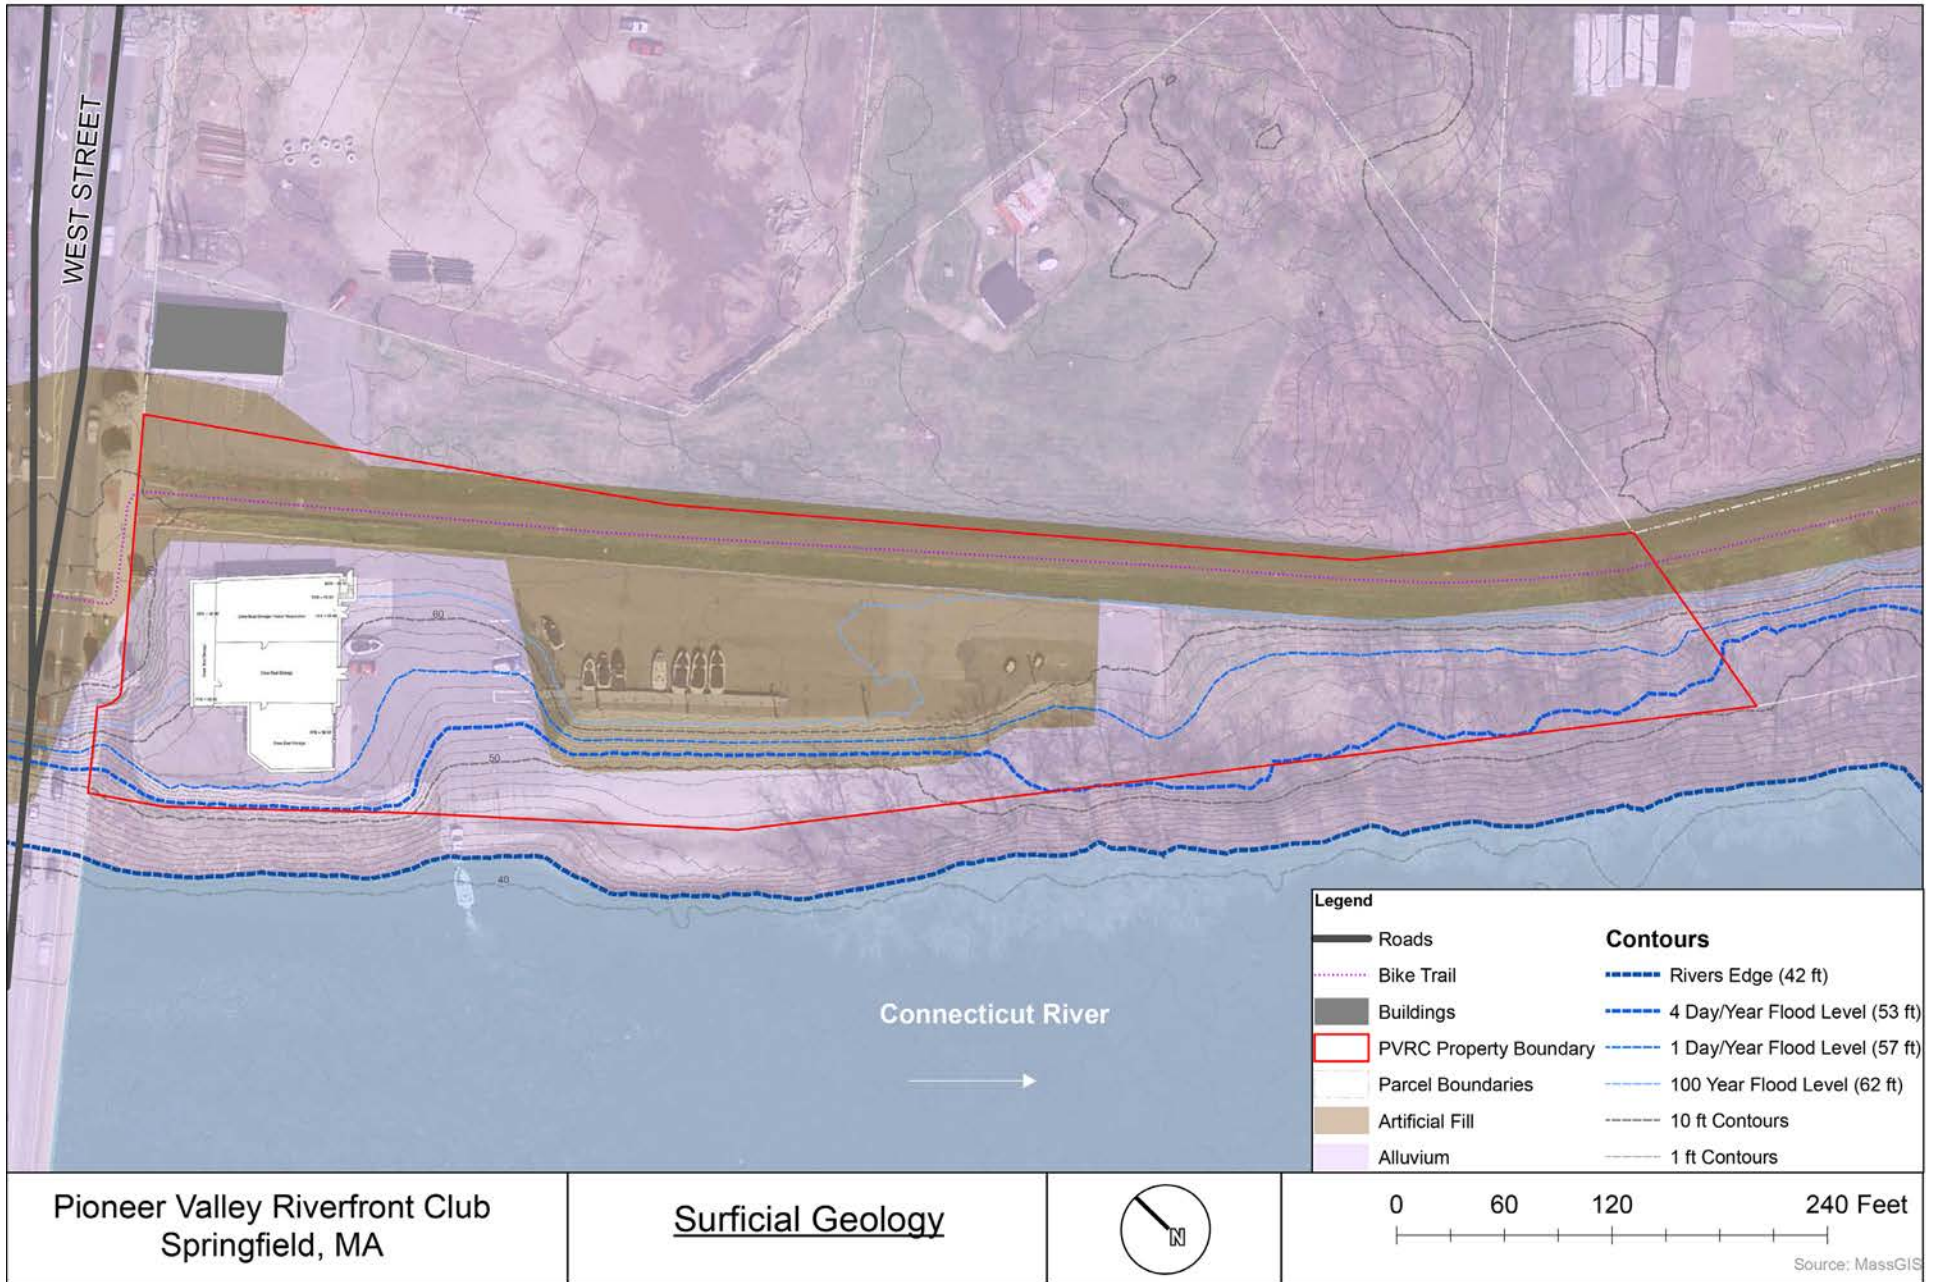 WEST STREET
60
50
40
Connecticut River
Legend
Roads
Bike Trail
Buildings
PVRC Property Boundary
Parcel Boundaries
Artificial Fill
Alluvium
Contours
Rivers Edge (42 ft)
4 Day/Year Flood Level (53 ft)
1 Day/Year Flood Level (57 ft)
100 Year Flood Level (62 ft)
10 ft Contours
1 ft Contours
Pioneer Valley Riverfront Club
Springfield, MA
Surficial Geology
N
0 60 120 240 Feet
Source: MassGIS